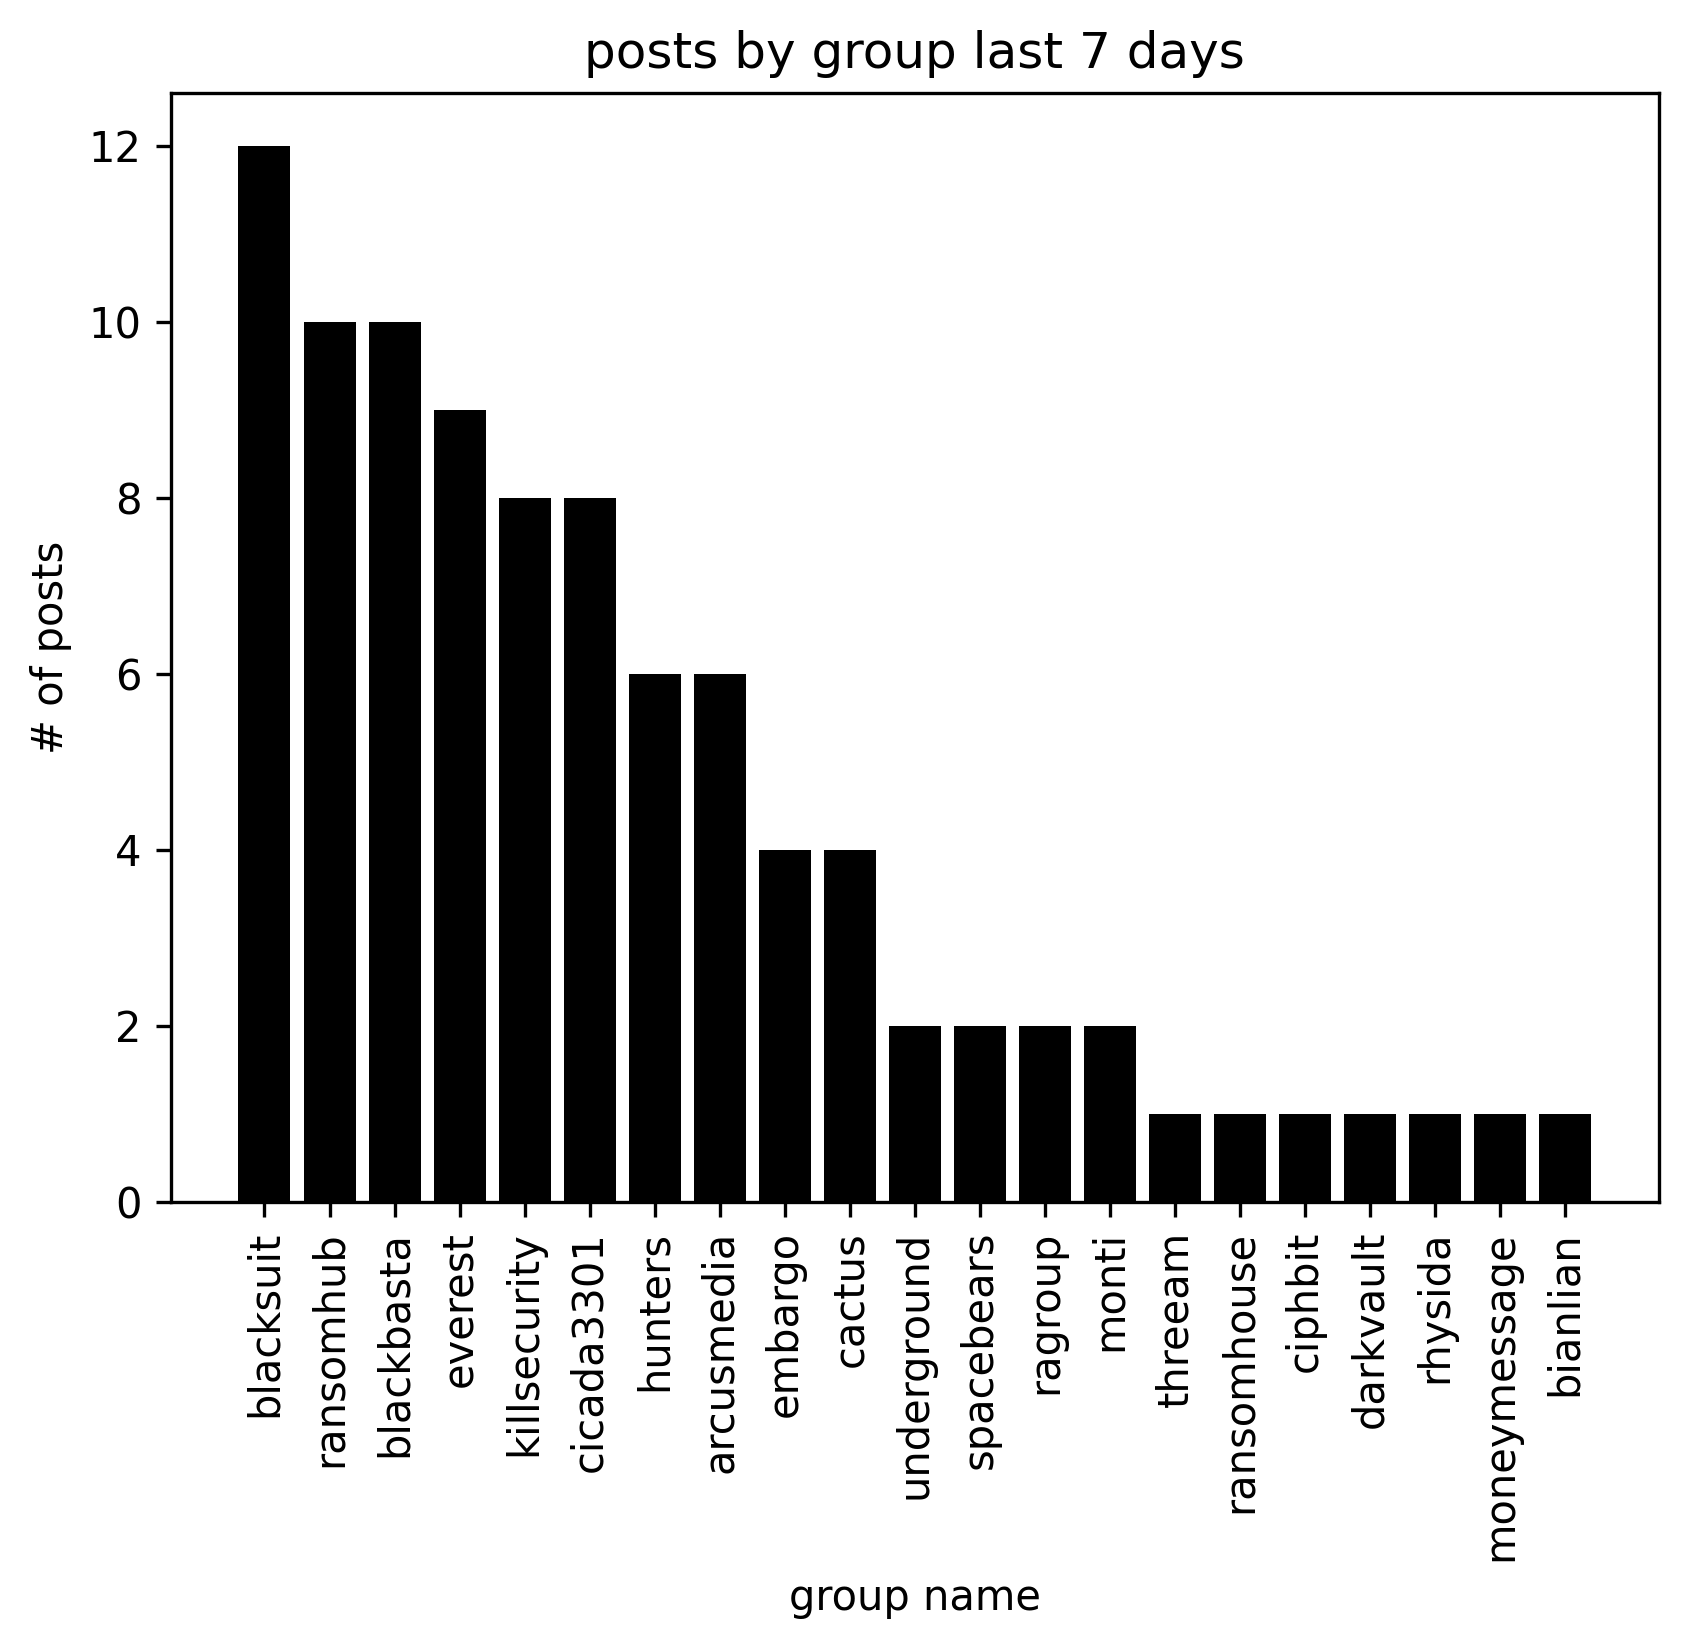 posts by group last 7 days
12
10
8
6
4
2
0
# of posts
blacksuit
ransomhub
blackbasta
everest
killsecurity
cicada3301
hunters
arcusmedia
embargo
cactus
underground
spacebears
ragroup
monti
threeam
ransomhouse
ciphbit
darkvault
rhysida
moneymessage
bianlian
group name